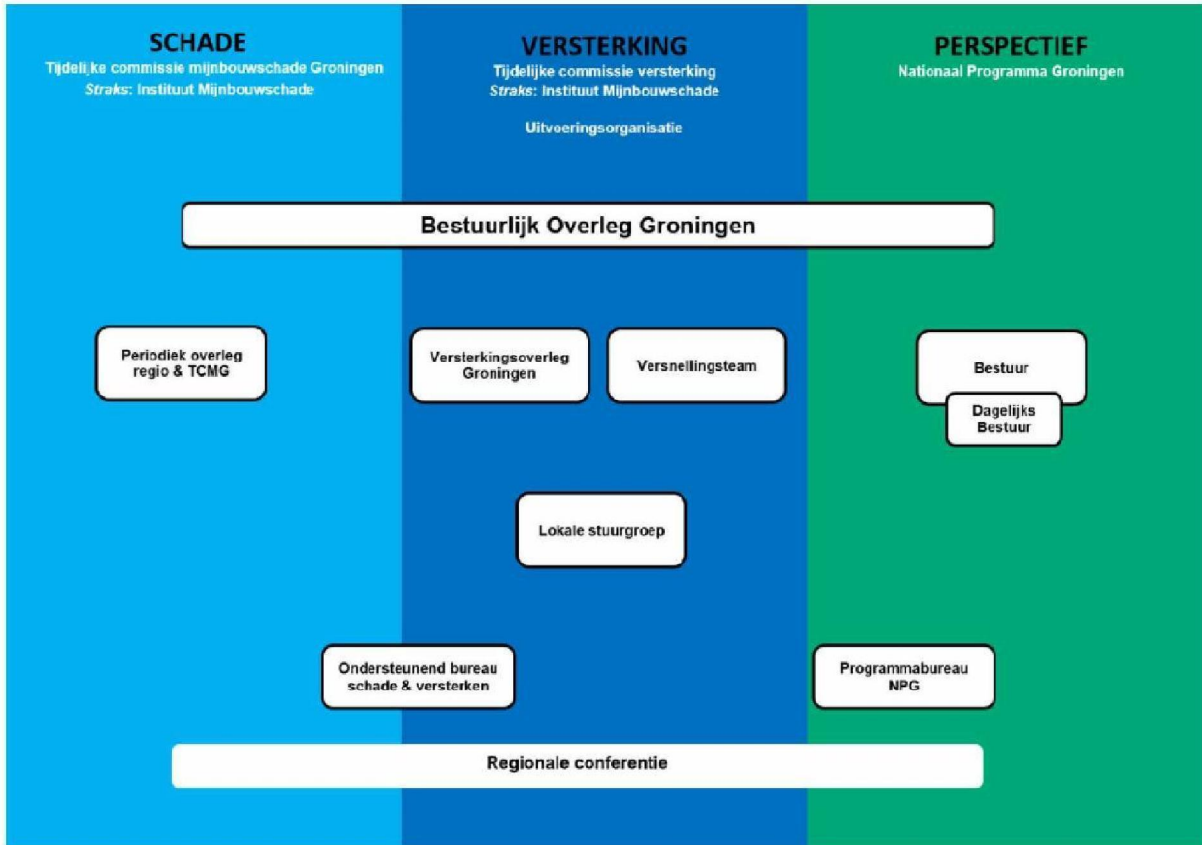 SCHADE
Tijdelijke commissie mijnbouwschade Groningen
Straks: Instituut Mijnbouwschade
VERSTERKING
Tijdelijke commissie versterking
Straks: Instituut Mijnbouwschade
Uitvoeringsorganisatie
PERSPECTIEF
Nationaal Programma Groningen
Bestuurlijk Overleg Groningen
Periodiek overleg
regio & TCMG
Versterkingsoverleg
Groningen
Versnellingsteam
Bestuur
Dagelijks
Bestuur
Lokale stuurgroep
Ondersteunend bureau
schade & versterken
Programmabureau
NPG
Regionale conferentie